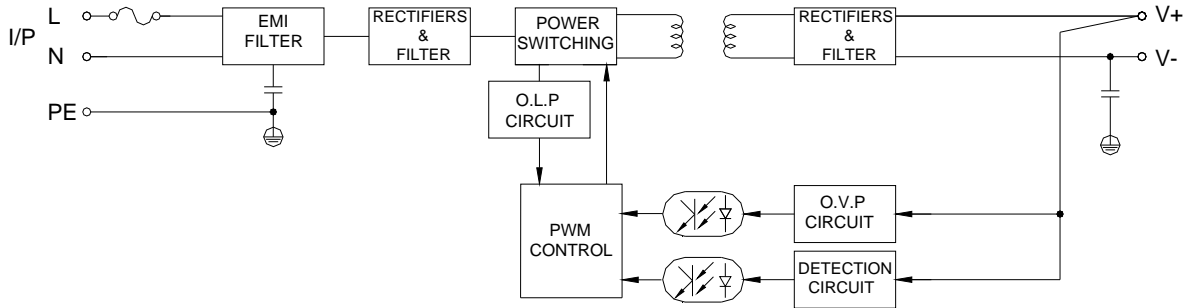 L
I/P
N
PE
EMI
FILTER
RECTIFIERS
&
FILTER
POWER
SWITCHING
RECTIFIERS
&
FILTER
V+
V-
O.L.P
CIRCUIT
PWM
CONTROL
O.V.P
CIRCUIT
DETECTION
CIRCUIT